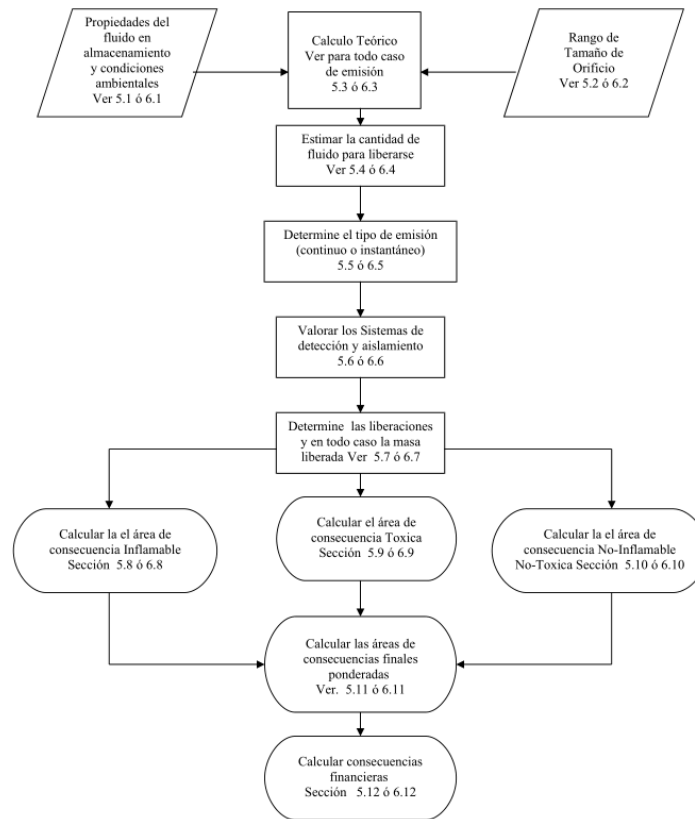 Propiedades del
fluido en
almacenamiento
y condiciones
ambientales
Ver 5.1 ó 6.1
Calculo Teórico
Ver para todo caso
de emisión
5.3 ó 6.3
Rango de
Tamaño de
Orificio
Ver 5.2 ó 6.2
Estimar la cantidad de
fluido para liberarse
Ver 5.4 ó 6.4
Determine el tipo de emisión
(continuo o instantáneo)
5.5 ó 6.5
Valorar los Sistemas de
detección y aislamiento
5.6 ó 6.6
Determine las liberaciones
y en todo caso la masa
liberada Ver 5.7 ó 6.7
Calcular la el área de
consecuencia Inflamable
Sección 5.8 ó 6.8
Calcular el área de
consecuencia Toxica
Sección 5.9 ó 6.9
Calcular la el área de
consecuencia No-Inflamable
No-Toxica Sección 5.10 ó 6.10
Calcular las áreas de
consecuencias finales
ponderadas
Ver. 5.11 ó 6.11
Calcular consecuencias
financieras
Sección 5.12 ó 6.12